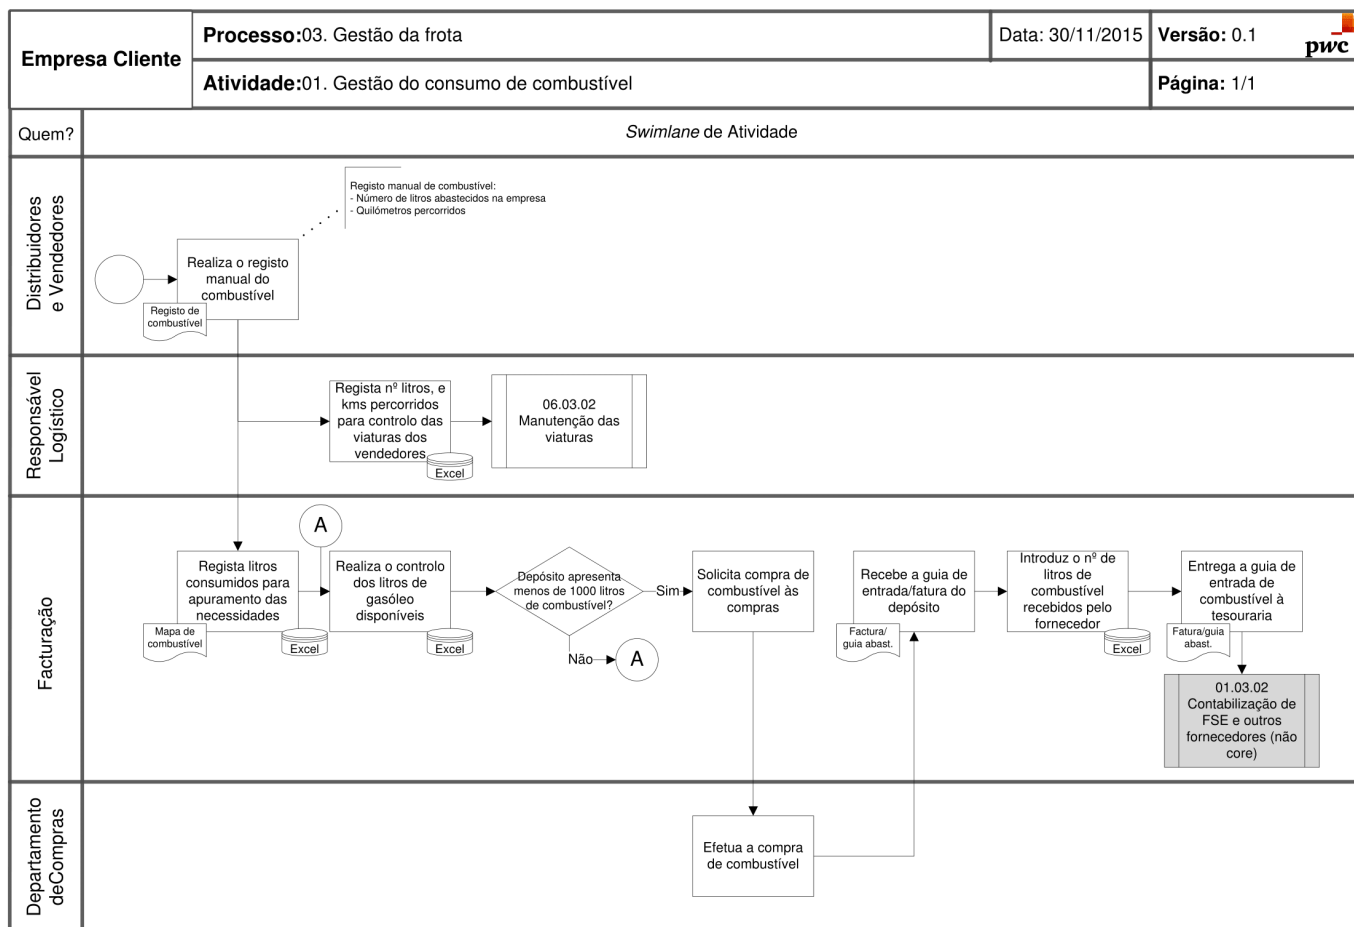 Empresa Cliente
Processo:03. Gestão da frota
Data: 30/11/2015
Versão: 0.1
pwc
Atividade:01. Gestão do consumo de combustível
Página: 1/1
Quem?
Swimlane de Atividade
Distribuidores
e Vendedores
Registo manual de combustível:
- Número de litros abastecidos na empresa
- Quilómetros percorridos
Realiza o registo
manual do
combustível
Registo de
combustível
Responsável
Logístico
Regista nº litros, e
kms percorridos
para controlo das
viaturas dos
vendedores
Excel
06.03.02
Manutenção das
viaturas
Facturação
A
Regista litros
consumidos para
apuramento das
necessidades
Mapa de
combustível
Excel
Realiza o controlo
dos litros de
gasóleo
disponíveis
Excel
Depósito apresenta
menos de 1000 litros
de combustível?
Sim
Não
A
Solicita compra de
combustível às
compras
Recebe a guia de
entrada/fatura do
depósito
Factura/
guia abast.
Introduz o nº de
litros de
combustível
recebidos pelo
fornecedor
Excel
Entrega a guia de
entrada de
combustível à
tesouraria
Fatura/guia
abast.
01.03.02
Contabilização de
FSE e outros
fornecedores (não
core)
Departamento
deCompras
Efetua a compra
de combustível